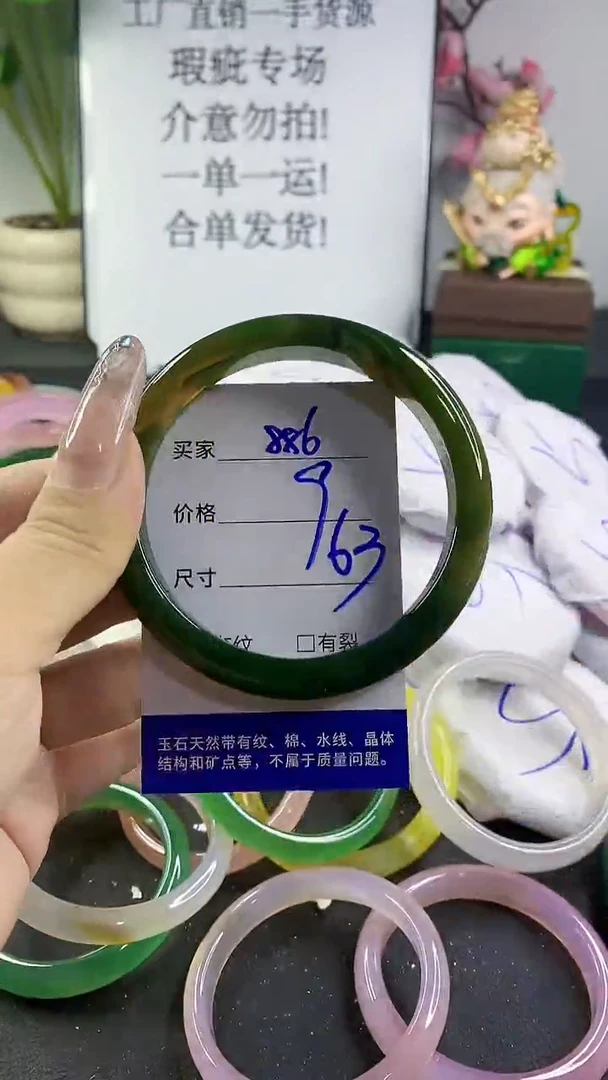 工厂直销一手货源
瑕疵专场
介意勿拍!
一单一运!
合单发货!
买家 886
价格 9
尺寸 63
纹 □有裂
玉石天然带有纹、棉、水线、晶体
结构和矿点等，不属于质量问题。